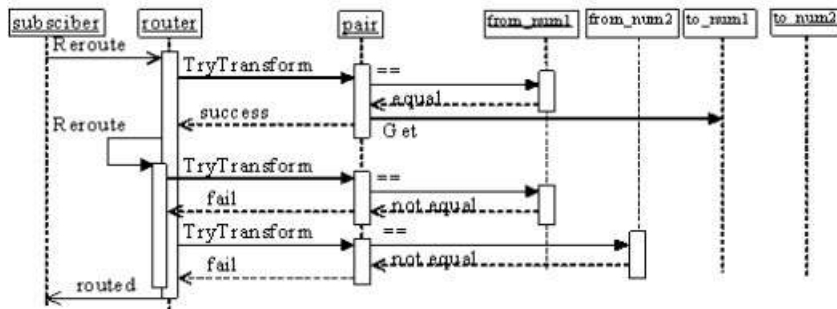 subsciber router pair from_num1 from_num2 to_num1 to_num2
Reroute
TryTransform ==
equal
success
Get
Reroute
TryTransform ==
fail not equal
TryTransform ==
fail not equal
routed